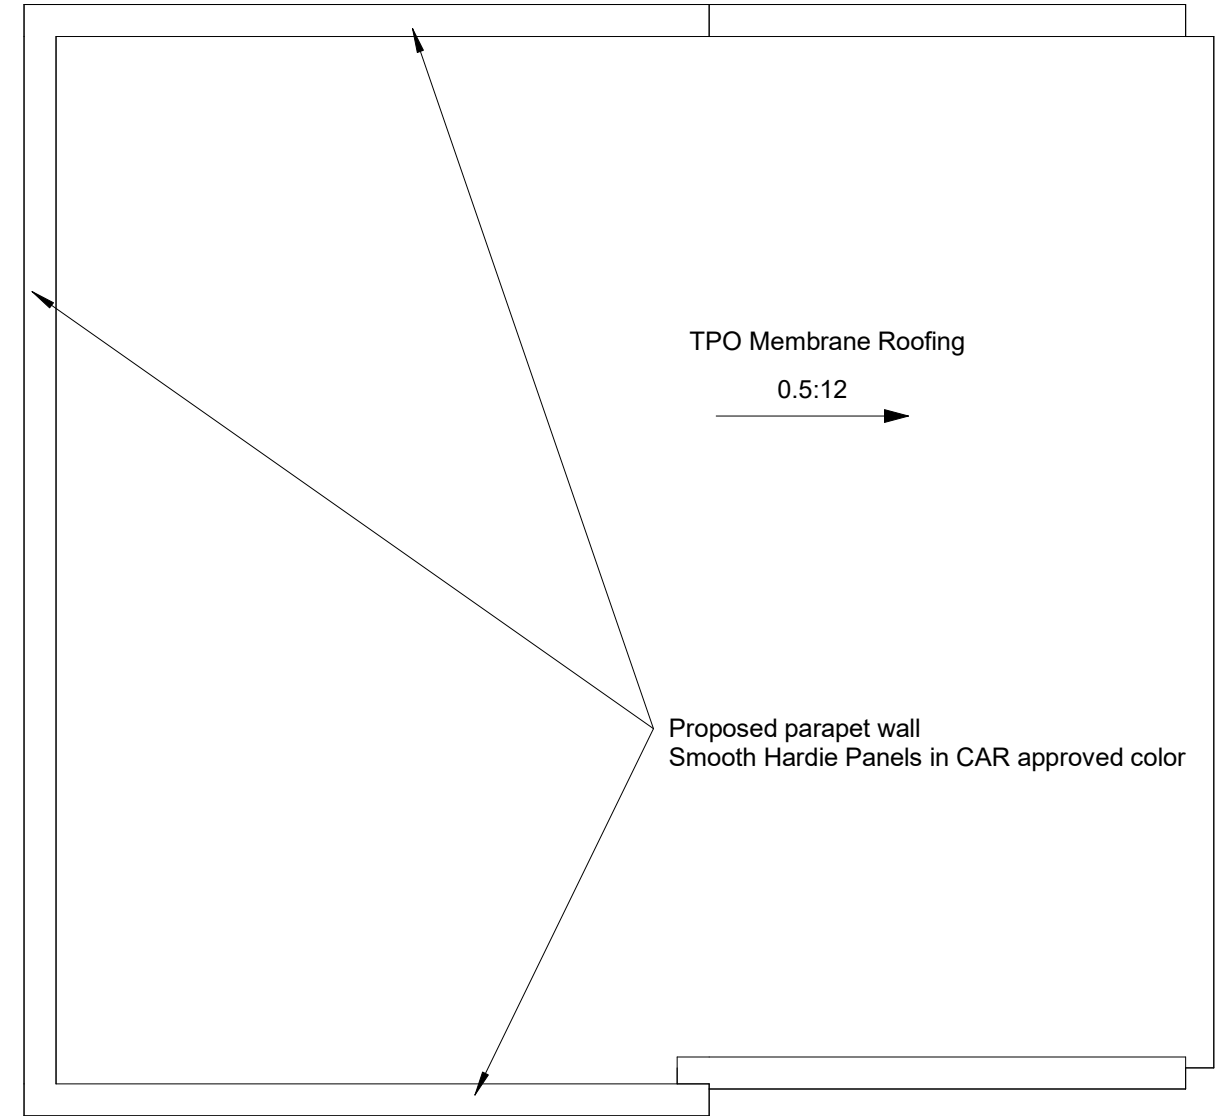 TPO Membrane Roofing
0.5:12
Proposed parapet wall
Smooth Hardie Panels in CAR approved color